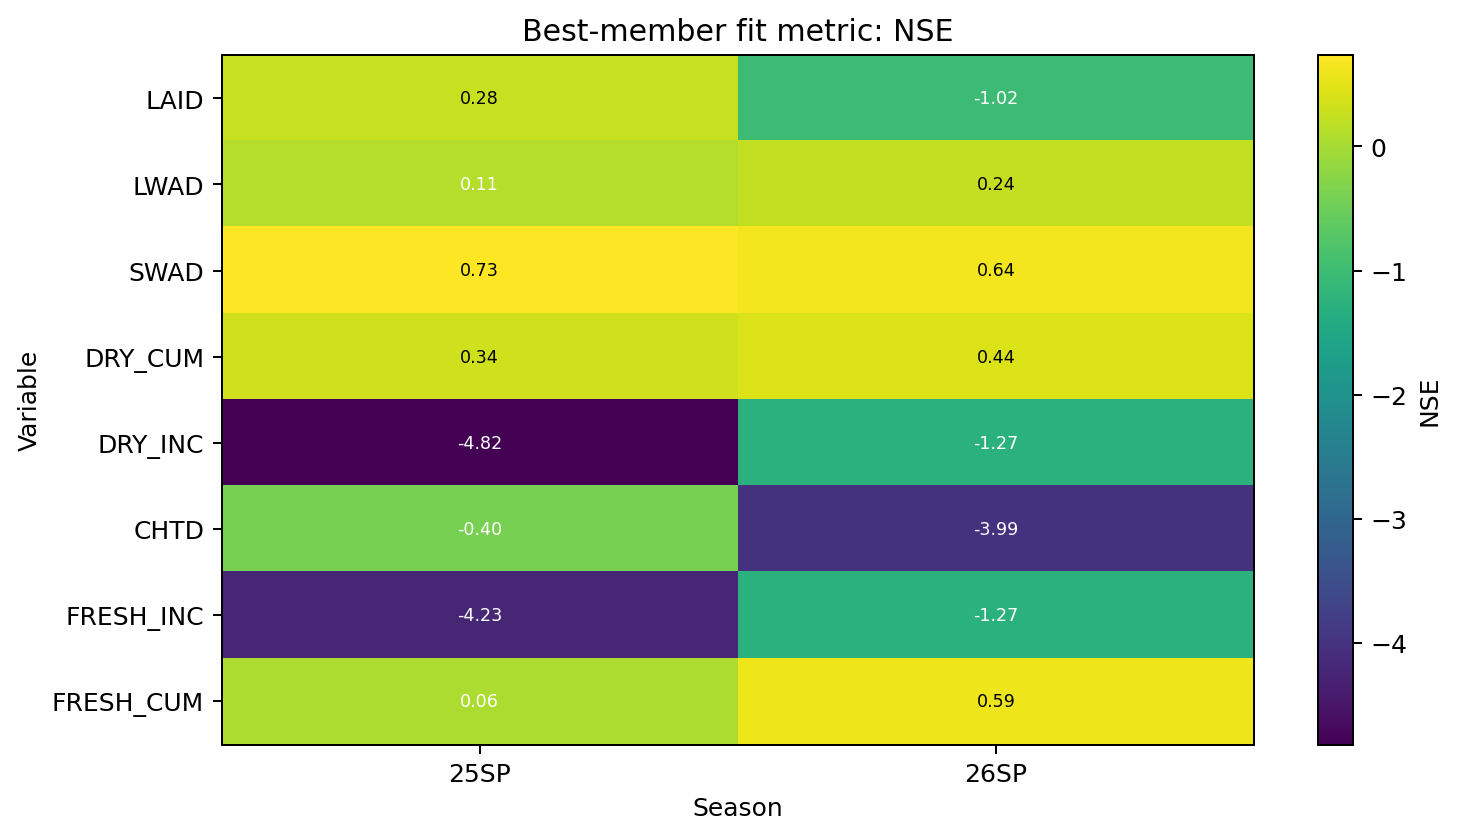 Best-member fit metric: NSE
LAID 0.28 -1.02
LWAD 0.11 0.24
SWAD 0.73 0.64
DRY_CUM 0.34 0.44
DRY_INC -4.82 -1.27
CHTD -0.40 -3.99
FRESH_INC -4.23 -1.27
FRESH_CUM 0.06 0.59
25SP 26SP
Season
Variable
0
−1
−2
−3
−4
NSE